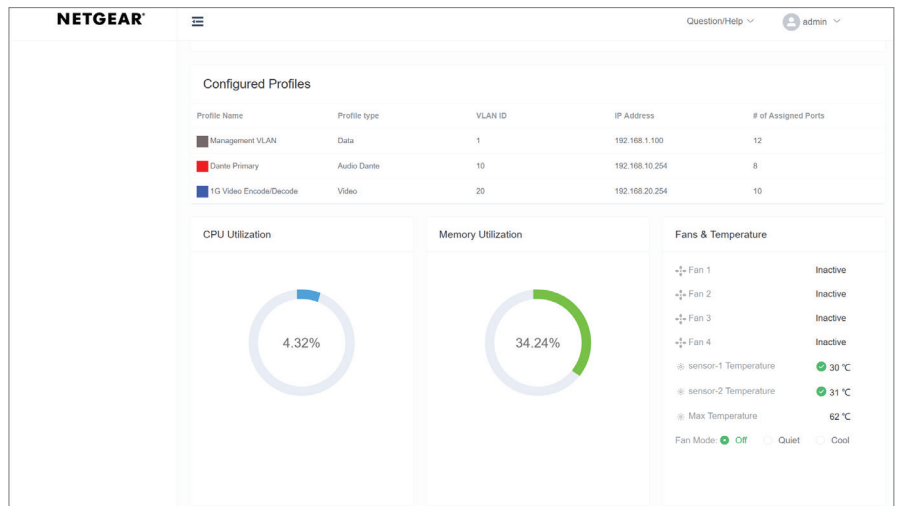 NETGEAR®
Question/Help
admin
Configured Profiles
Profile Name Profile type VLAN ID IP Address # of Assigned Ports
Management VLAN Data 1 192.168.1.100 12
Dante Primary Audio Dante 10 192.168.10.254 8
1G Video Encode/Decode Video 20 192.168.20.254 10
CPU Utilization
4.32%
Memory Utilization
34.24%
Fans & Temperature
Fan 1 Inactive
Fan 2 Inactive
Fan 3 Inactive
Fan 4 Inactive
sensor-1 Temperature 30 ℃
sensor-2 Temperature 31 ℃
Max Temperature 62 ℃
Fan Mode: Off Quiet Cool